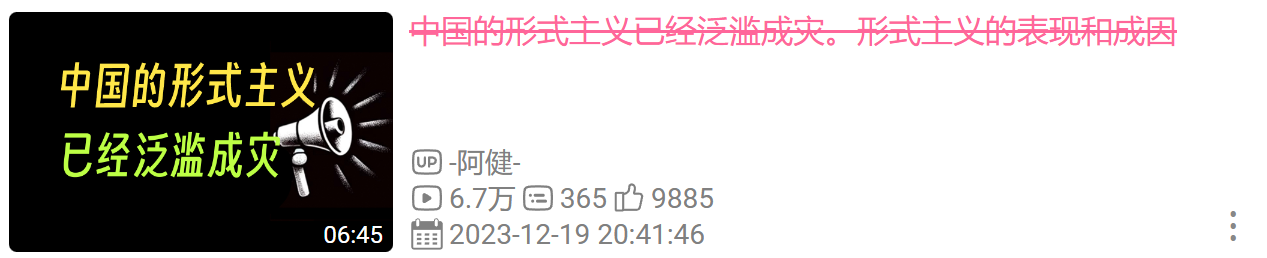 中国的形式主义
已经泛滥成灾
06:45
中国的形式主义已经泛滥成灾。形式主义的表现和成因
UP -阿健-
6.7万 365 9885
2023-12-19 20:41:46